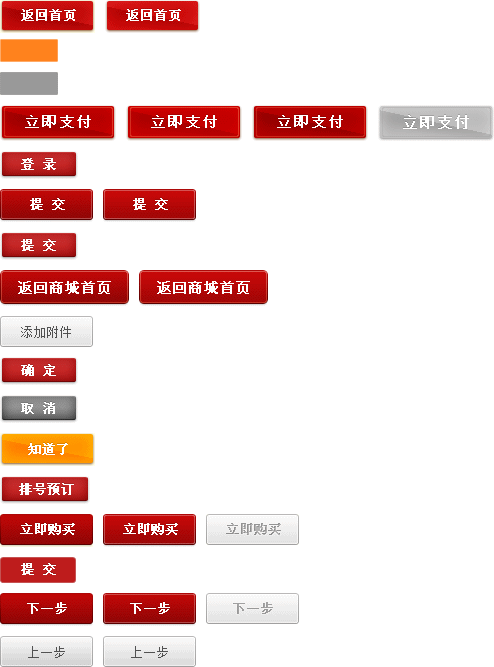 返回首页 返回首页
立即支付 立即支付 立即支付 立即支付
登 录
提 交 提 交
提 交
返回商城首页 返回商城首页
添加附件
确 定
取 消
知道了
排号预订
立即购买 立即购买 立即购买
提 交
下一步 下一步 下一步
上一步 上一步